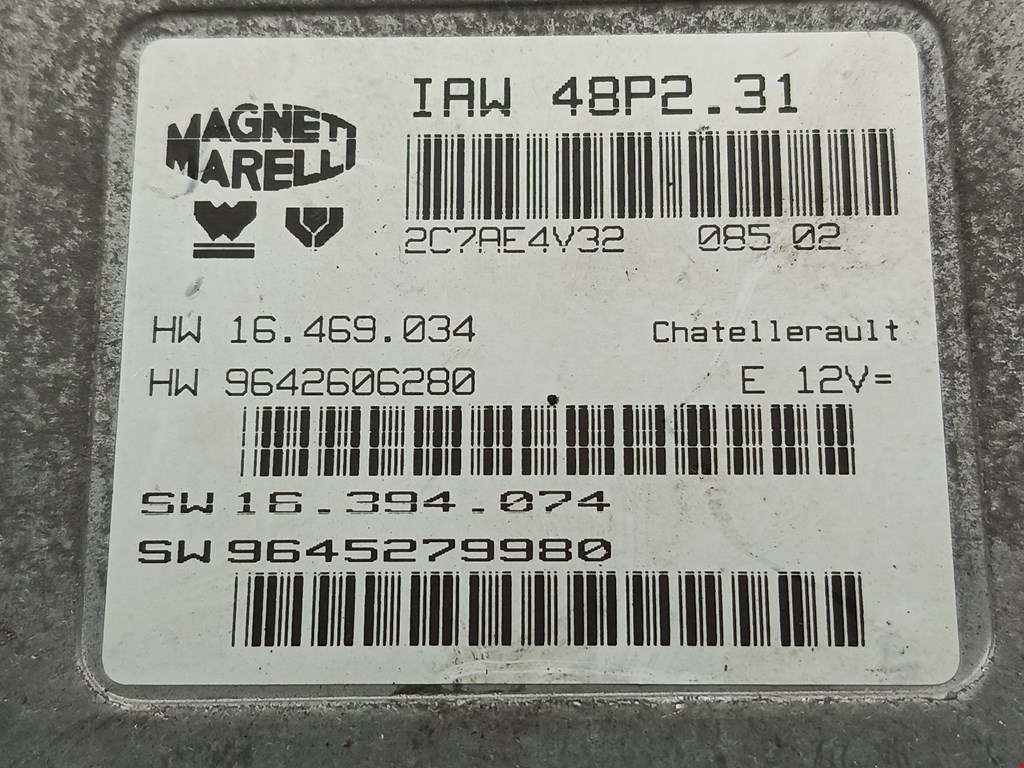 MAGNETI
MARELLI
IAW 48P2.31
2C7AE4V32 085 02
HW 16.469.034
Chatellerault
HW 9642606280
E 12V=
SW 16.394.074
SW 9645279980